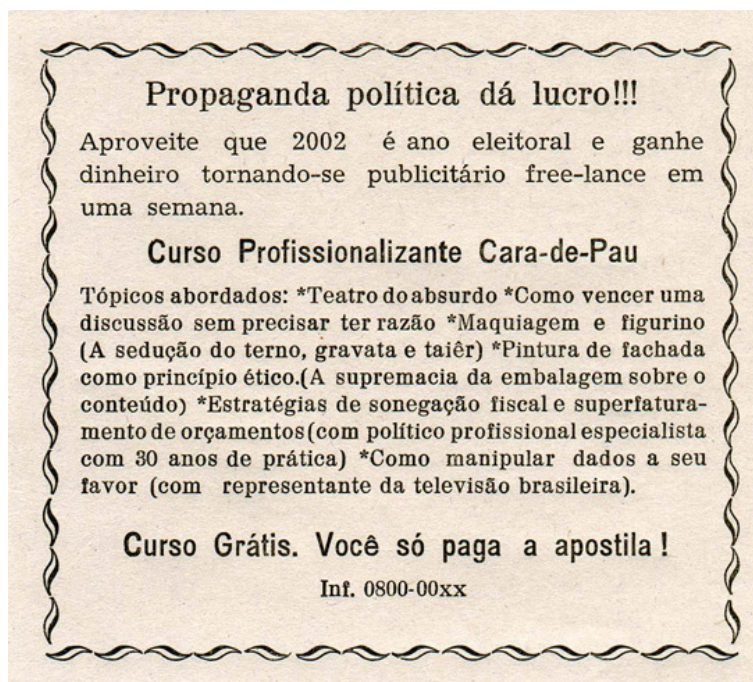 Propaganda política dá lucro!!!
Aproveite que 2002 é ano eleitoral e ganhe
dinheiro tornando-se publicitário free-lance em
uma semana.
Curso Profissionalizante Cara-de-Pau
Tópicos abordados: *Teatro do absurdo *Como vencer uma
discussão sem precisar ter razão *Maquiagem e figurino
(A sedução do terno, gravata e taiêr) *Pintura de fachada
como princípio ético.(A supremacia da embalagem sobre o
conteúdo) *Estratégias de sonegação fiscal e superfatura-
mento de orçamentos (com político profissional especialista
com 30 anos de prática) *Como manipular dados a seu
favor (com representante da televisão brasileira).
Curso Grátis. Você só paga a apostila !
Inf. 0800-00xx